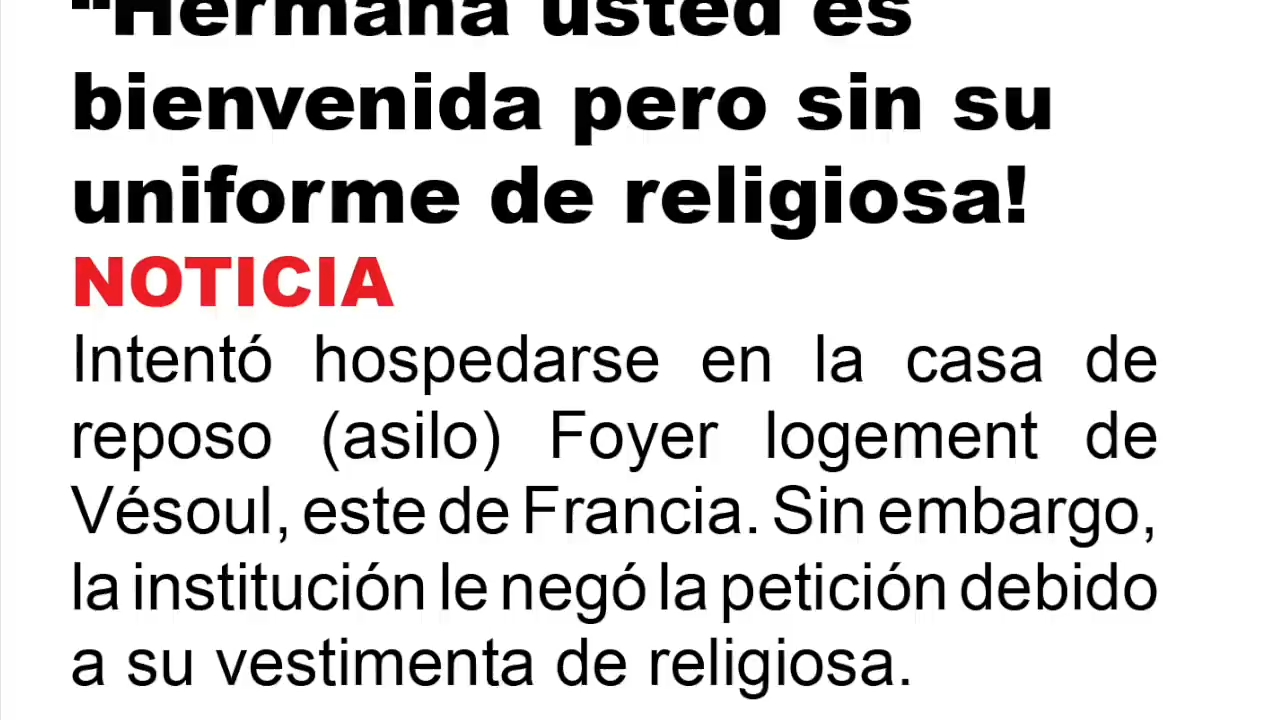 "Hermana usted es
bienvenida pero sin su
uniforme de religiosa!
NOTICIA
Intentó hospedarse en la casa de
reposo (asilo) Foyer logement de
Vésoul, este de Francia. Sin embargo,
la institución le negó la petición debido
a su vestimenta de religiosa.